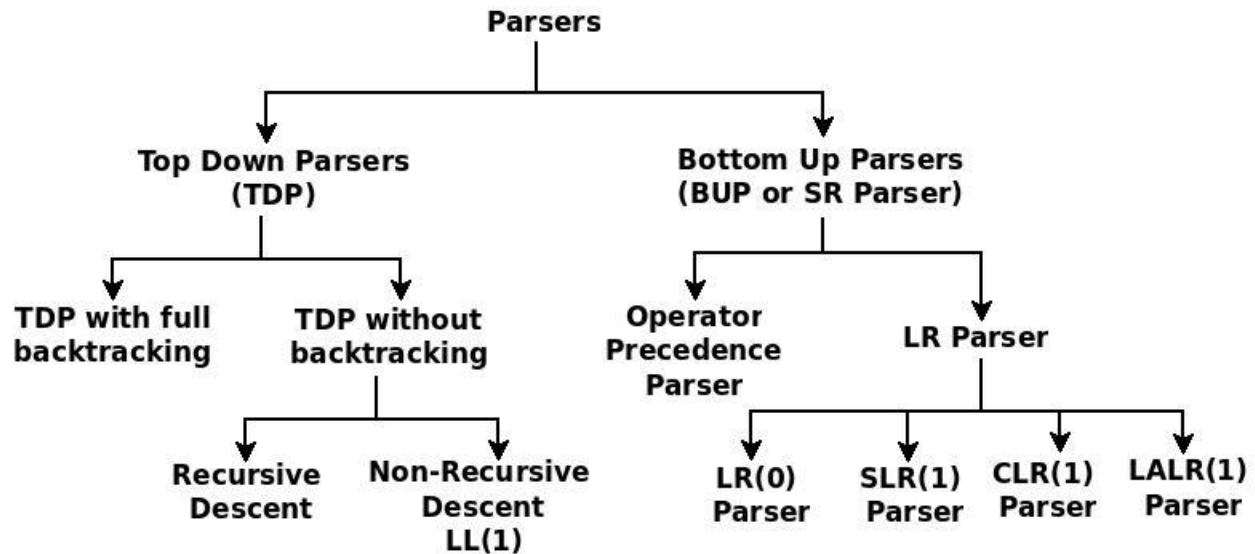 Parsers
Top Down Parsers
(TDP)
Bottom Up Parsers
(BUP or SR Parser)
TDP with full
backtracking
TDP without
backtracking
Operator
Precedence
Parser
LR Parser
Recursive
Descent
Non-Recursive
Descent
LL(1)
LR(0)
Parser
SLR(1)
Parser
CLR(1)
Parser
LALR(1)
Parser